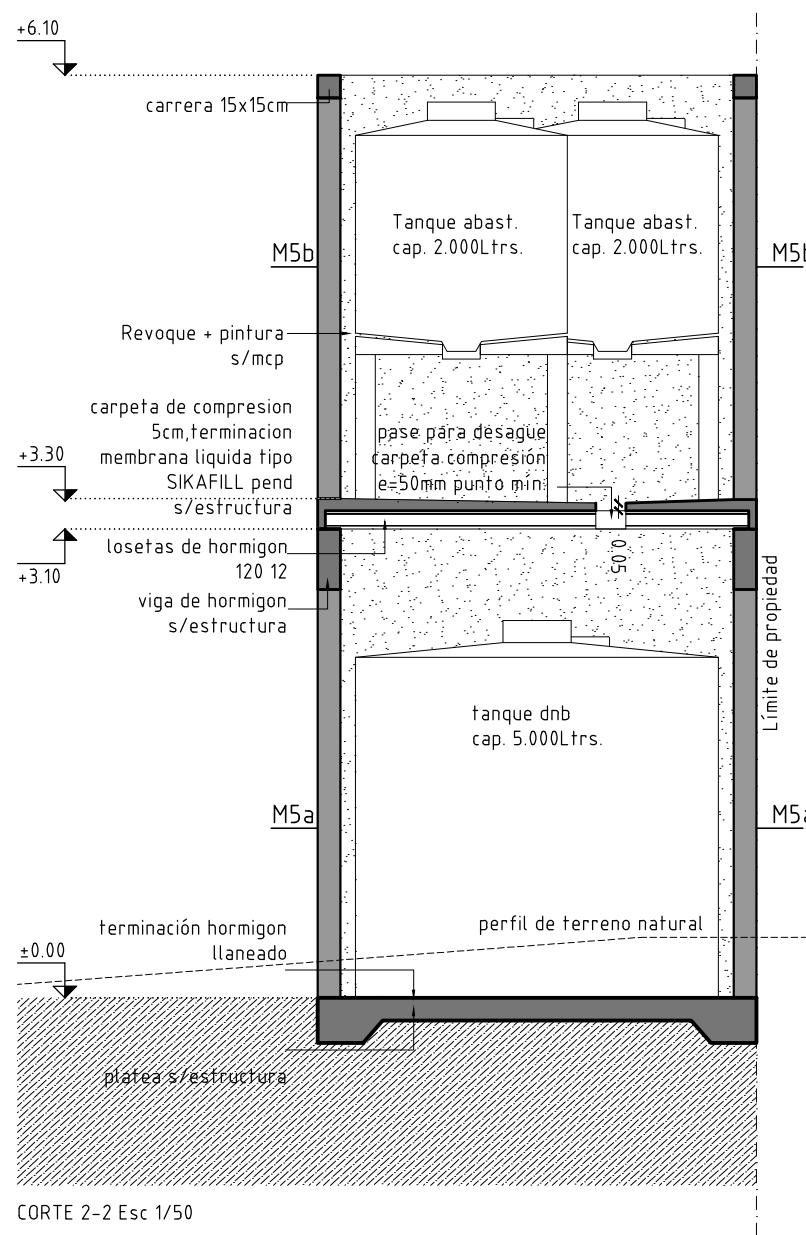 +6.10
carrera 15x15cm
Tanque abast.
cap. 2.000Ltrs.
Tanque abast.
cap. 2.000Ltrs.
M5b
M5b
Revoque + pintura
s/mcp
carpeta de compresion
5cm,terminacion
membrana liquida tipo
SIKAFILL pend
s/estructura
pase para desague
carpeta compresión
e=50mm punto mín.
+3.30
+3.10
losetas de hormigon
120 12
0.05
viga de hormigon
s/estructura
Límite de propiedad
tanque dnb
cap. 5.000Ltrs.
M5a
M5a
terminación hormigon
llaneado
perfil de terreno natural
±0.00
platea s/estructura
CORTE 2-2 Esc 1/50